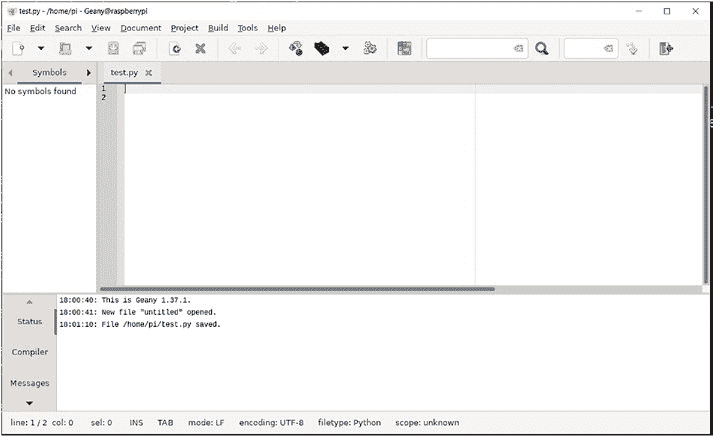 test.py - /home/pi - Geany@raspberrypi
File Edit Search View Document Project Build Tools Help
Symbols
test.py
No symbols found
1
2
18:00:40: This is Geany 1.37.1.
18:00:41: New file "untitled" opened.
18:01:10: File /home/pi/test.py saved.
Status
Compiler
Messages
line: 1 / 2 col: 0 sel: 0 INS TAB mode: LF encoding: UTF-8 filetype: Python scope: unknown